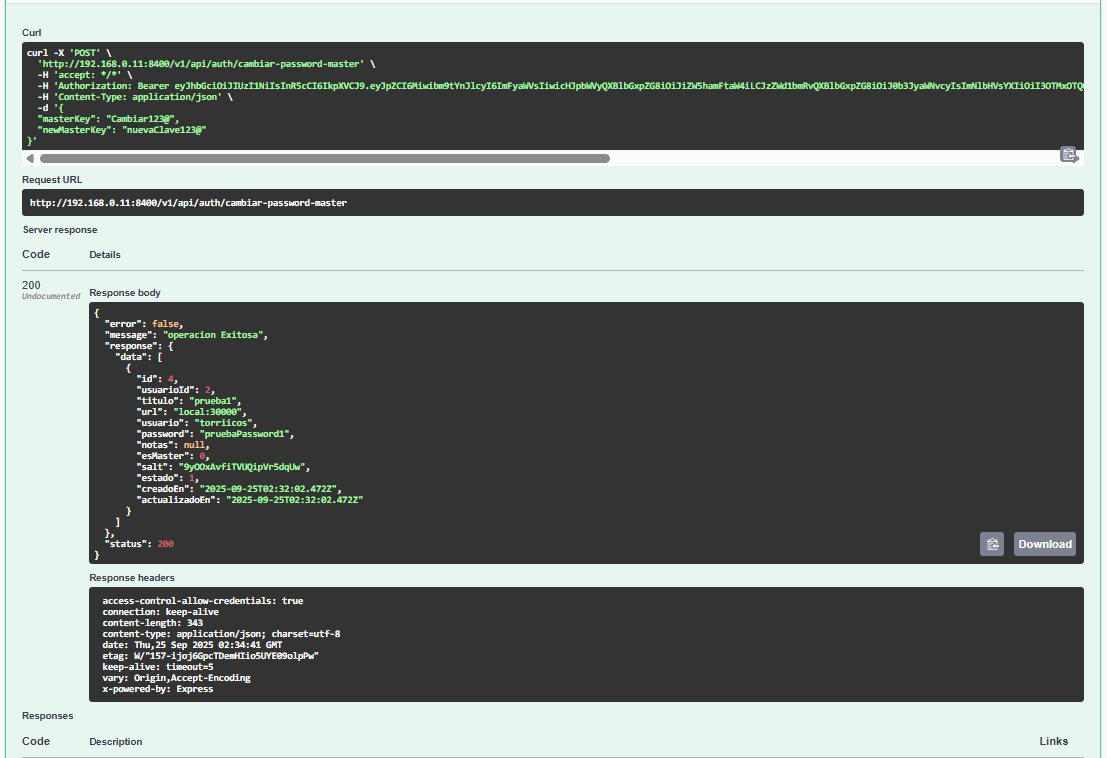 Curl
curl -X 'POST' \
'http://192.168.0.11:8400/v1/api/auth/cambiar-password-master' \
-H 'accept: */*' \
-H 'Authorization: Bearer
-H 'Content-Type: application/json' \
-d '{
"masterKey": "Cambiar123@",
"newMasterKey": "nuevaClave123@"
}'
Request URL
http://192.168.0.11:8400/v1/api/auth/cambiar-password-master
Server response
Code Details
200
Undocumented
Response body
{
"error": false,
"message": "operacion Exitosa",
"response": {
"data": [
{
"id": 4,
"usuarioId": 2,
"titulo": "prueba1",
"url": "local:30000",
"usuario": "torriicos",
"password": "pruebaPassword1",
"notas": null,
"esMaster": 0,
"salt": "9yOOxAvfiTVUQipVr5dqUw",
"estado": 1,
"creadoEn": "2025-09-25T02:32:02.472Z",
"actualizadoEn": "2025-09-25T02:32:02.472Z"
}
]
},
"status": 200
}
Download
Response headers
access-control-allow-credentials: true
connection: keep-alive
content-length: 343
content-type: application/json; charset=utf-8
date: Thu,25 Sep 2025 02:34:41 GMT
etag: W/"157-ijoj6GpcTDemHIio5UYE09olpPw"
keep-alive: timeout=5
vary: Origin,Accept-Encoding
x-powered-by: Express
Responses
Code Description Links